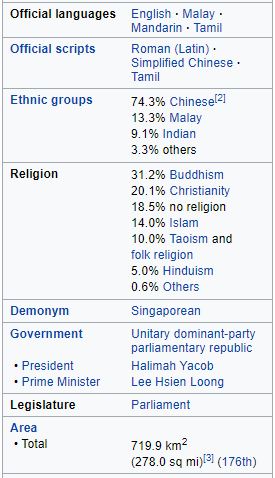 Official languages English · Malay ·
Mandarin · Tamil
Official scripts Roman (Latin) ·
Simplified Chinese ·
Tamil
Ethnic groups 74.3% Chinese[2]
13.3% Malay
9.1% Indian
3.3% others
Religion 31.2% Buddhism
20.1% Christianity
18.5% no religion
14.0% Islam
10.0% Taoism and
folk religion
5.0% Hinduism
0.6% Others
Demonym Singaporean
Government Unitary dominant-party
parliamentary republic
• President Halimah Yacob
• Prime Minister Lee Hsien Loong
Legislature Parliament
Area
• Total 719.9 km2
(278.0 sq mi)[3] (176th)